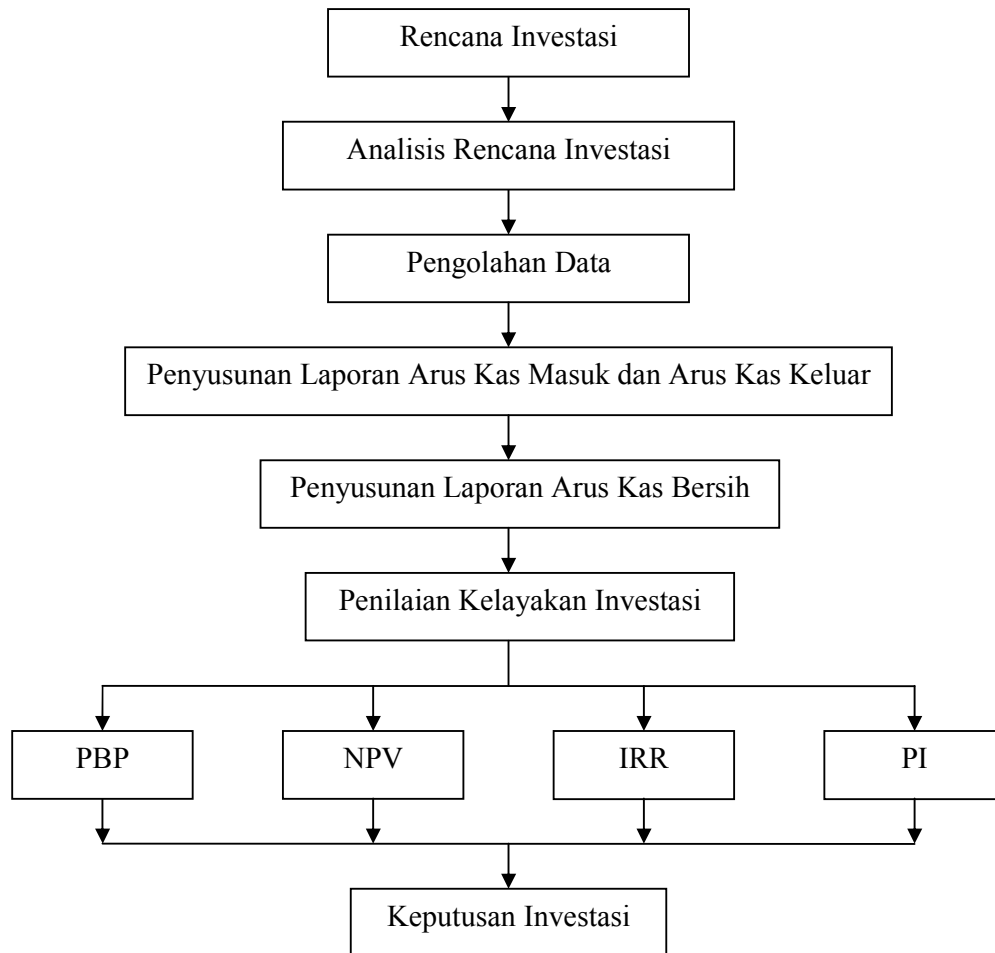 Rencana Investasi
Analisis Rencana Investasi
Pengolahan Data
Penyusunan Laporan Arus Kas Masuk dan Arus Kas Keluar
Penyusunan Laporan Arus Kas Bersih
Penilaian Kelayakan Investasi
PBP
NPV
IRR
PI
Keputusan Investasi